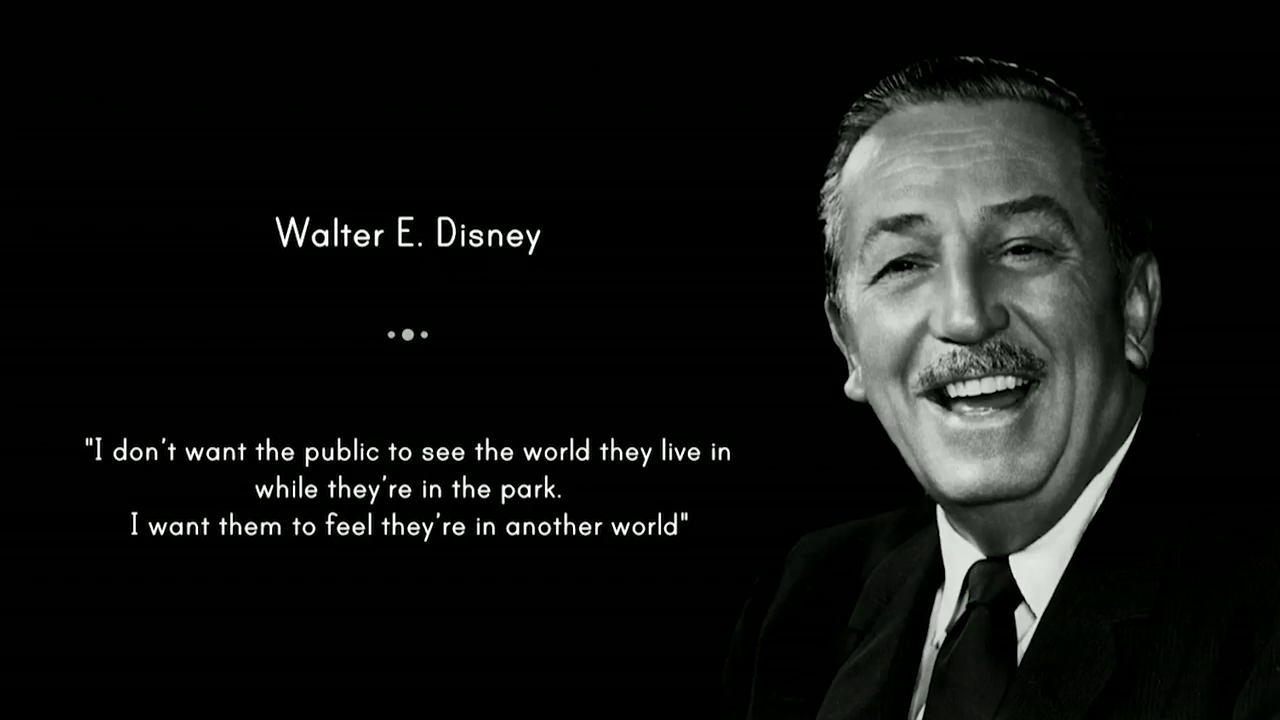 Walter E. Disney
"I don't want the public to see the world they live in
while they're in the park.
I want them to feel they're in another world"